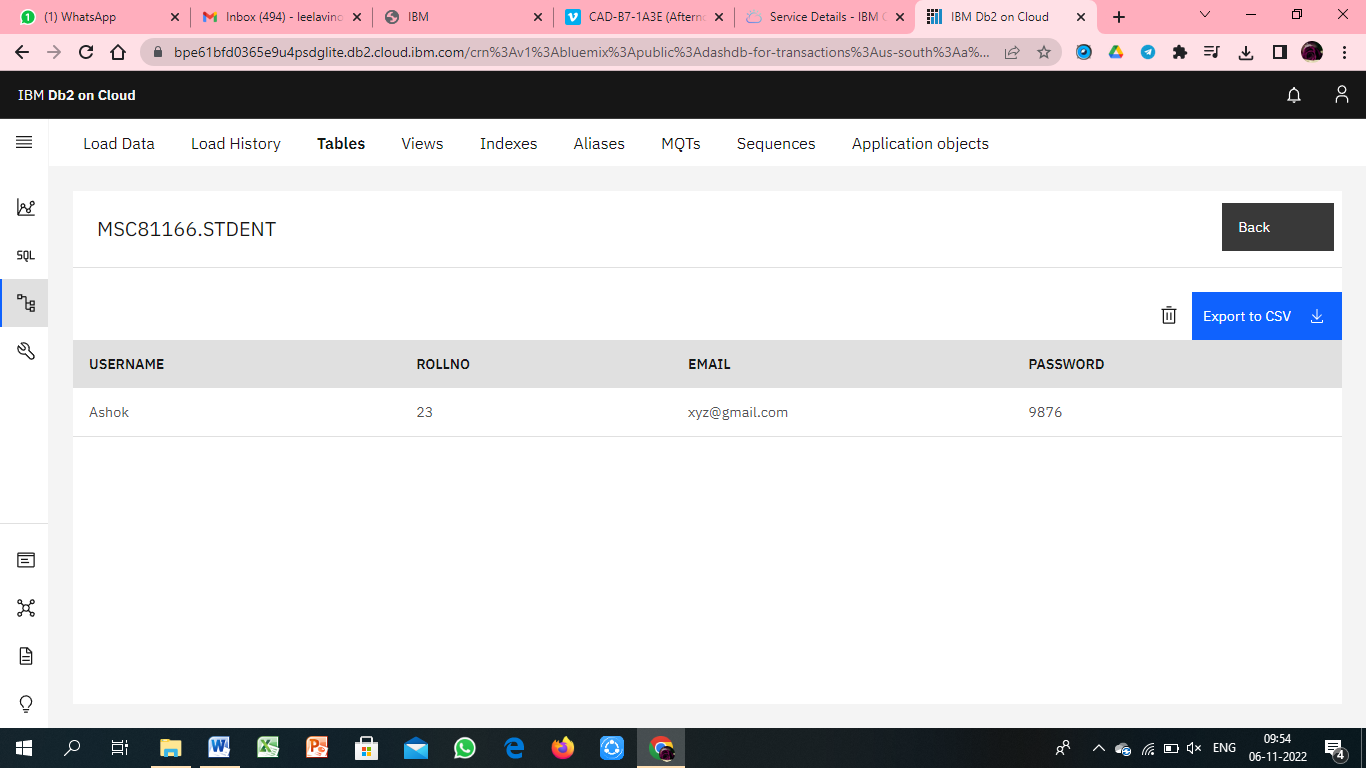 (1) WhatsApp
Inbox (494) - leelavino
IBM
CAD-B7-1A3E (Afterno
Service Details - IBM C
IBM Db2 on Cloud
bpe61bfd0365e9u4psdglite.db2.cloud.ibm.com/crn%3Av1%3Abluemix%3Apublic%3Adashdb-for-transactions%3Aus-south%3Aa%...
IBM Db2 on Cloud
Load Data
Load History
Tables
Views
Indexes
Aliases
MQTs
Sequences
Application objects
SQL
MSC81166.STDENT
Back
Export to CSV
USERNAME ROLLNO EMAIL PASSWORD
Ashok 23 xyz@gmail.com 9876
ENG
09:54
06-11-2022
4